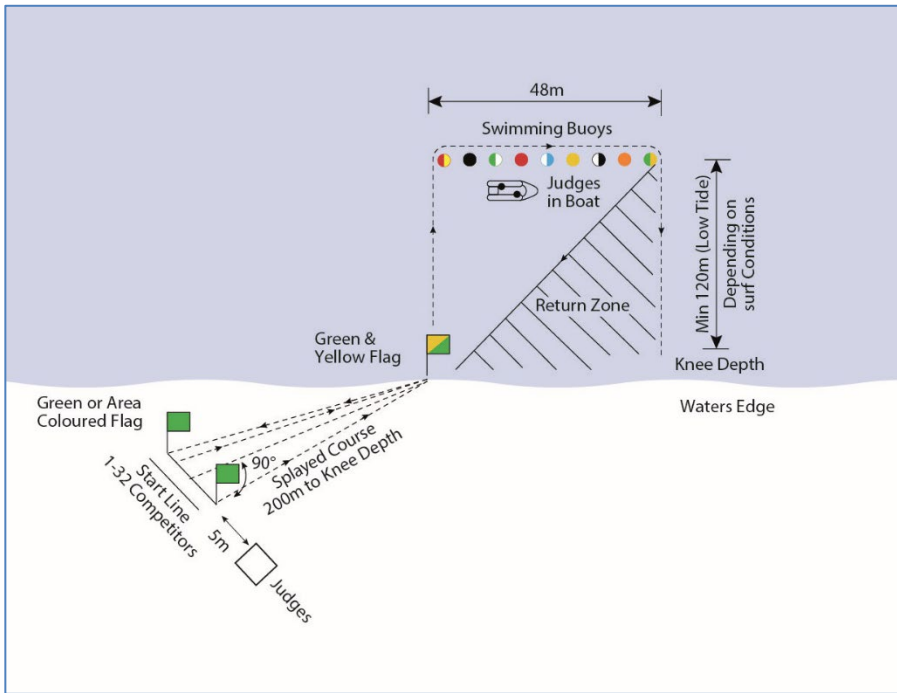 48m
Swimming Buoys
Judges
in Boat
Min 120m (Low Tide)
Depending on
surf Conditions
Return Zone
Green &
Yellow Flag
Knee Depth
Green or Area
Coloured Flag
Waters Edge
90°
Splayed Course
200m to Knee Depth
Start Line
1-32 Competitors
5m
Judges